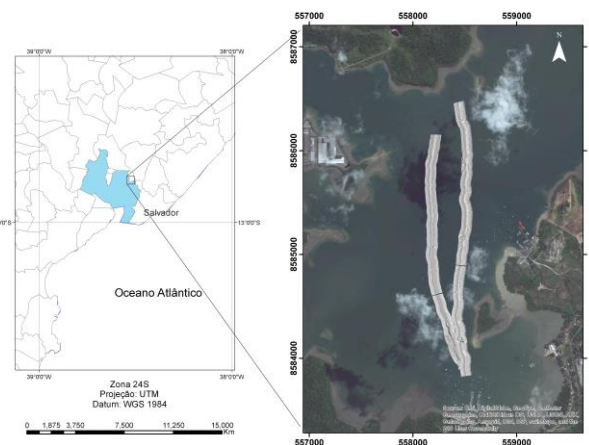 39°0'0"W
38°0'0"W
Salvador
13°0'0"S
Oceano Atlântico
39°0'0"W
38°0'0"W
Zona 24S
Projeção: UTM
Datum: WGS 1984
0 1,875 3,750 7,500 11,250 15,000
Km
557000 558000 559000
8587000
8586000
8585000
8584000
N
557000 558000 559000